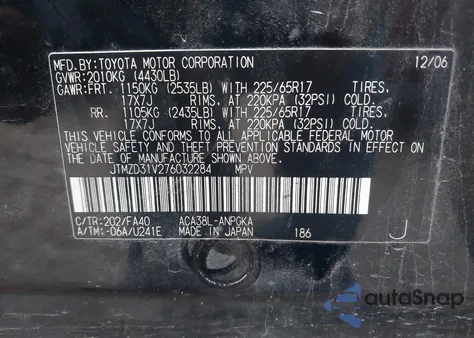 MFD.BY:TOYOTA MOTOR CORPORATION 12/06
GVWR:2010KG (4430LB)
GAWR:FRT. 1150KG (2535LB) WITH 225/65R17 TIRES,
17X7J RIMS, AT 220KPA (32PSI) COLD.
RR. 1105KG (2435LB) WITH 225/65R17 TIRES,
17X7J RIMS, AT 220KPA (32PSI) COLD.
THIS VEHICLE CONFORMS TO ALL APPLICABLE FEDERAL MOTOR
VEHICLE SAFETY AND THEFT PREVENTION STANDARDS IN EFFECT
ON THE DATE OF MANUFACTURE SHOWN ABOVE.
JTMZD31V276032284 MPV
C/TR:202/FA40 ACA38L-ANPGKA
A/TM:-06A/U241E MADE IN JAPAN 186 J
autoSnap